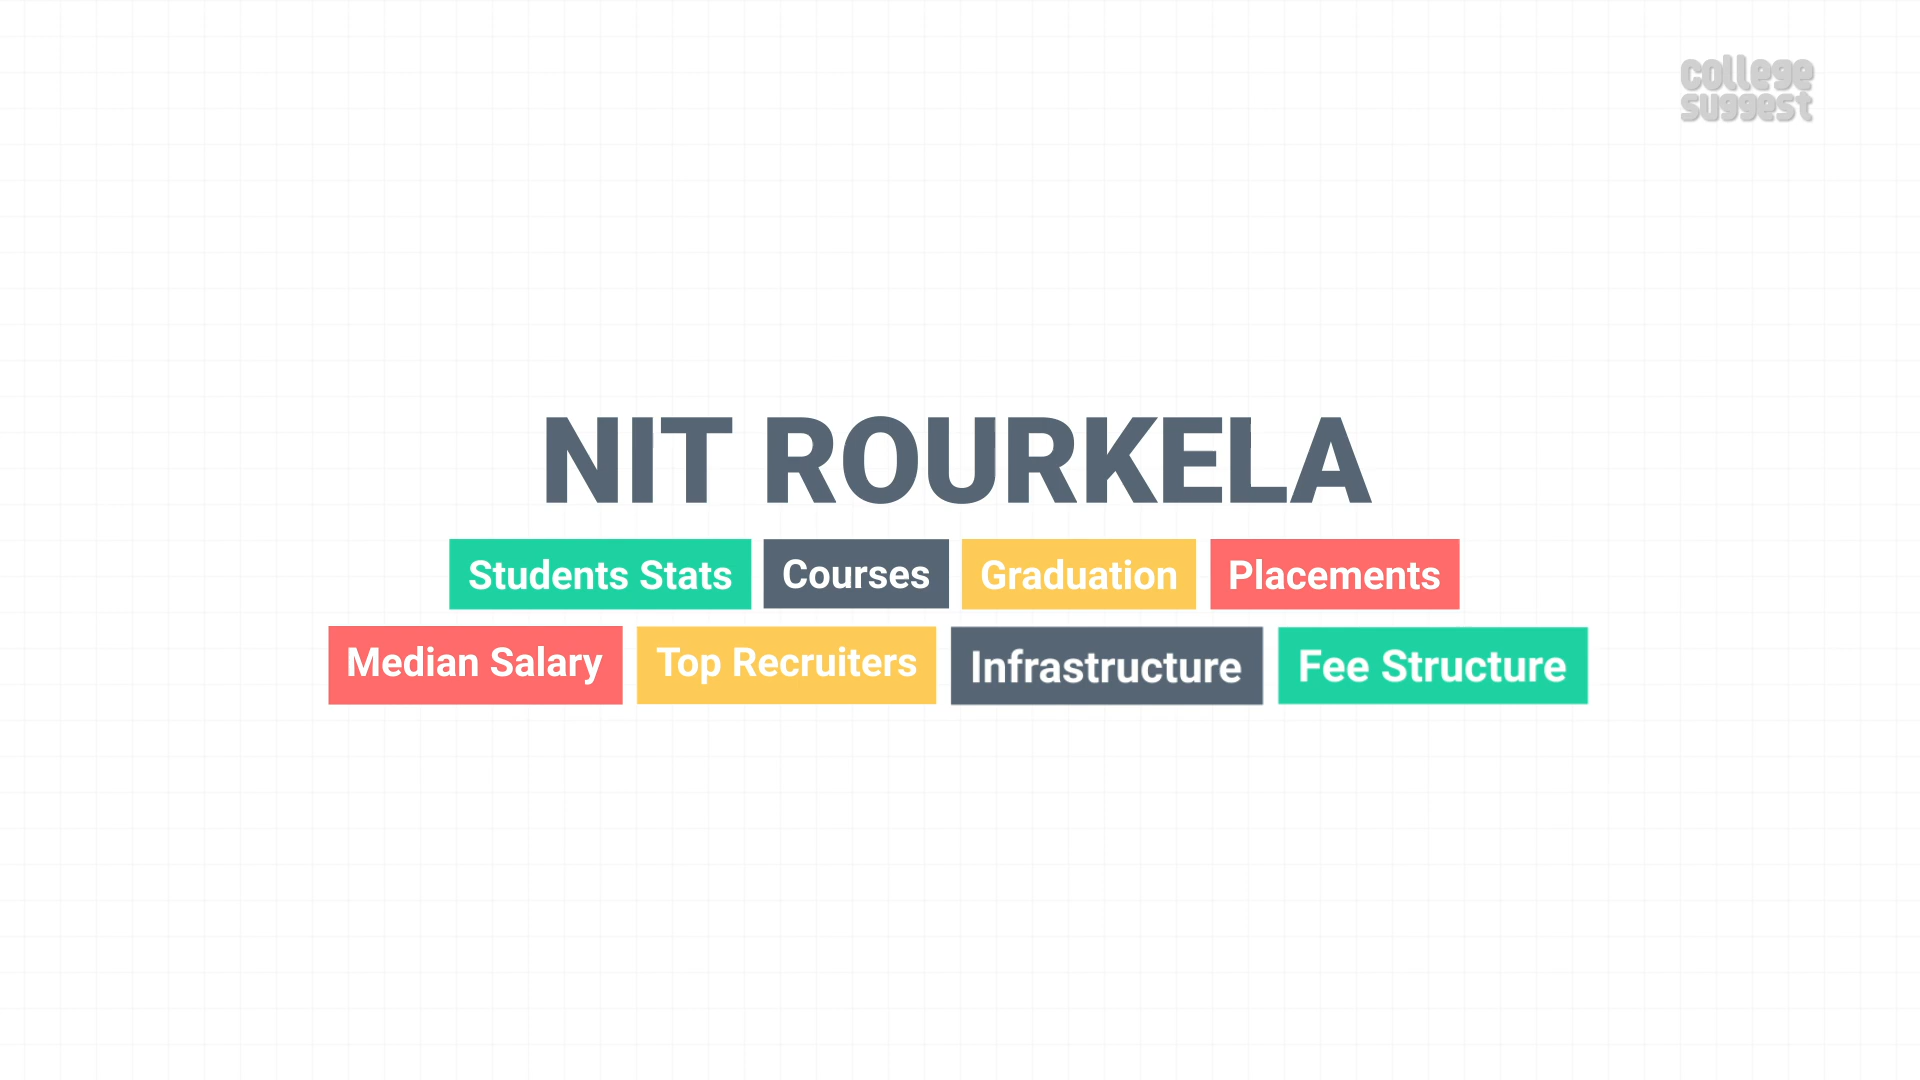 college
suggest
NIT ROURKELA
Students Stats Courses Graduation Placements
Median Salary Top Recruiters Infrastructure Fee Structure